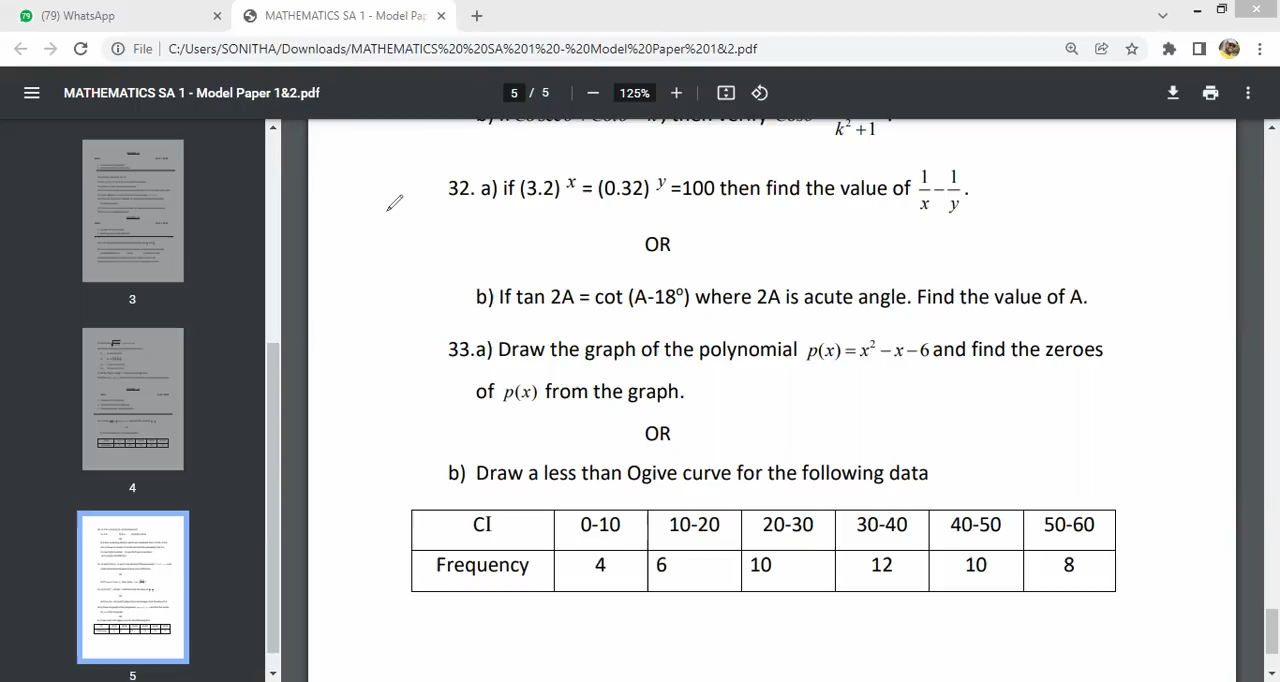 (79) WhatsApp
MATHEMATICS SA 1 - Model Pap
File
C:/Users/SONITHA/Downloads/MATHEMATICS%20%20SA%201%20-%20Model%20Paper%201&2.pdf
MATHEMATICS SA 1 - Model Paper 1&2.pdf
5 / 5
125%
k² +1
32. a) if (3.2) ˣ = (0.32) ʸ =100 then find the value of 1/x − 1/y.
OR
b) If tan 2A = cot (A-18°) where 2A is acute angle. Find the value of A.
33.a) Draw the graph of the polynomial p(x) = x² − x − 6 and find the zeroes
of p(x) from the graph.
OR
b) Draw a less than Ogive curve for the following data
CI 0-10 10-20 20-30 30-40 40-50 50-60
Frequency 4 6 10 12 10 8
3
4
5